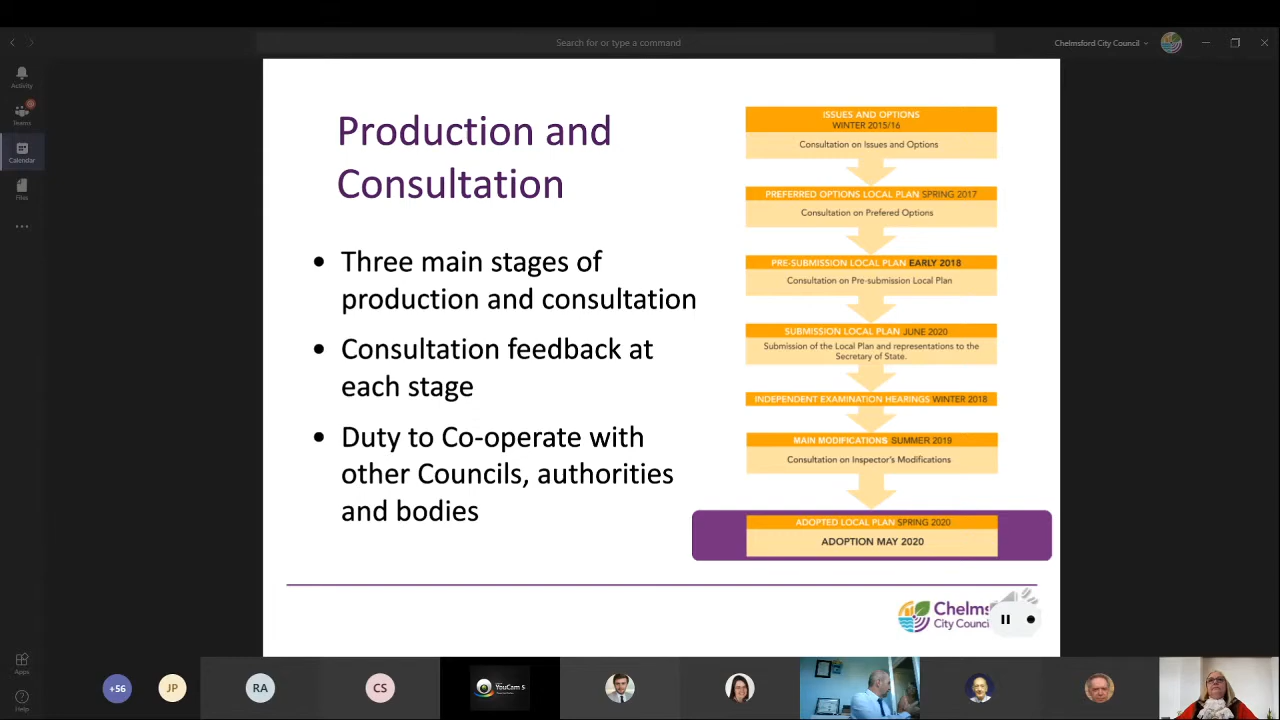 Search for or type a command
Chelmsford City Council
Activity
Teams
Calendar
Files
Apps
Help
Production and
Consultation
• Three main stages of
production and consultation
• Consultation feedback at
each stage
• Duty to Co-operate with
other Councils, authorities
and bodies
ISSUES AND OPTIONS
WINTER 2015/16
Consultation on Issues and Options
PREFERRED OPTIONS LOCAL PLAN SPRING 2017
Consultation on Prefered Options
PRE-SUBMISSION LOCAL PLAN EARLY 2018
Consultation on Pre-submission Local Plan
SUBMISSION LOCAL PLAN JUNE 2020
Submission of the Local Plan and representations to the
Secretary of State.
INDEPENDENT EXAMINATION HEARINGS WINTER 2018
MAIN MODIFICATIONS SUMMER 2019
Consultation on Inspector's Modifications
ADOPTED LOCAL PLAN SPRING 2020
ADOPTION MAY 2020
Chelms
City Counci
+56
JP
RA
CS
YouCam 5